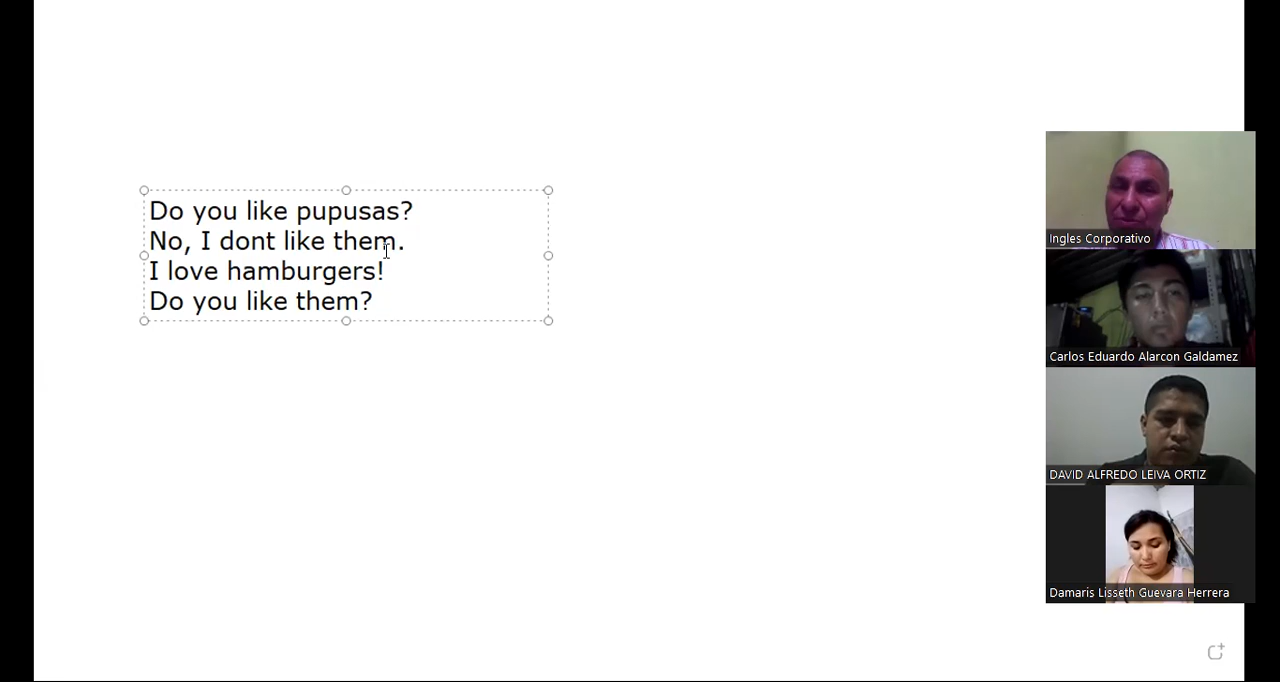 Do you like pupusas?
No, I dont like them.
I love hamburgers!
Do you like them?
Ingles Corporativo
Carlos Eduardo Alarcon Galdamez
DAVID ALFREDO LEIVA ORTIZ
Damaris Lisseth Guevara Herrera